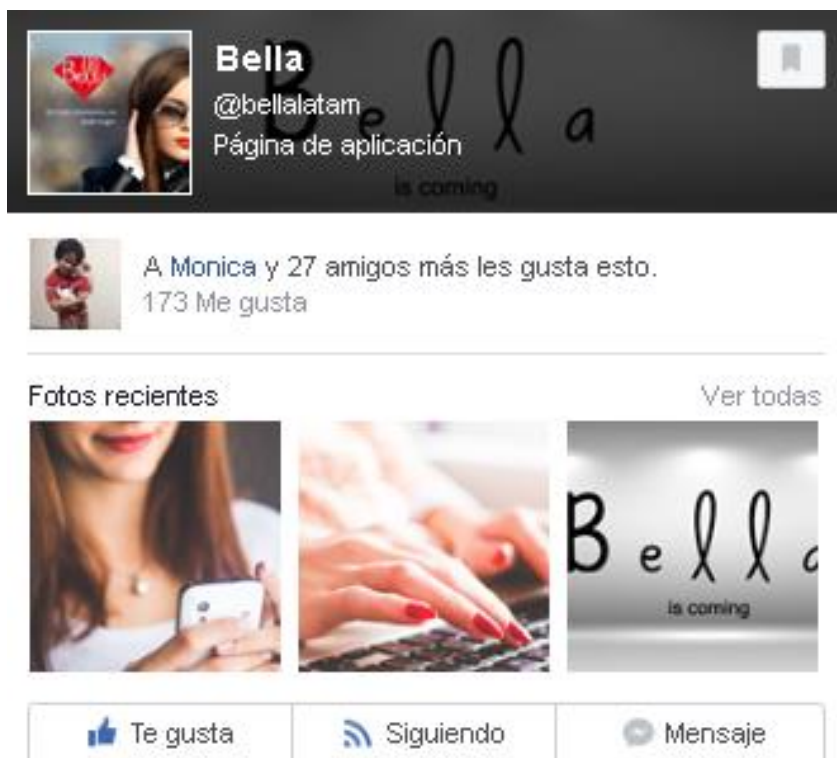 Bella
@bellalatam
Página de aplicación
Bella
is coming
Bella
A Monica y 27 amigos más les gusta esto.
173 Me gusta
Fotos recientes
Ver todas
Bella
is coming
Te gusta
Siguiendo
Mensaje